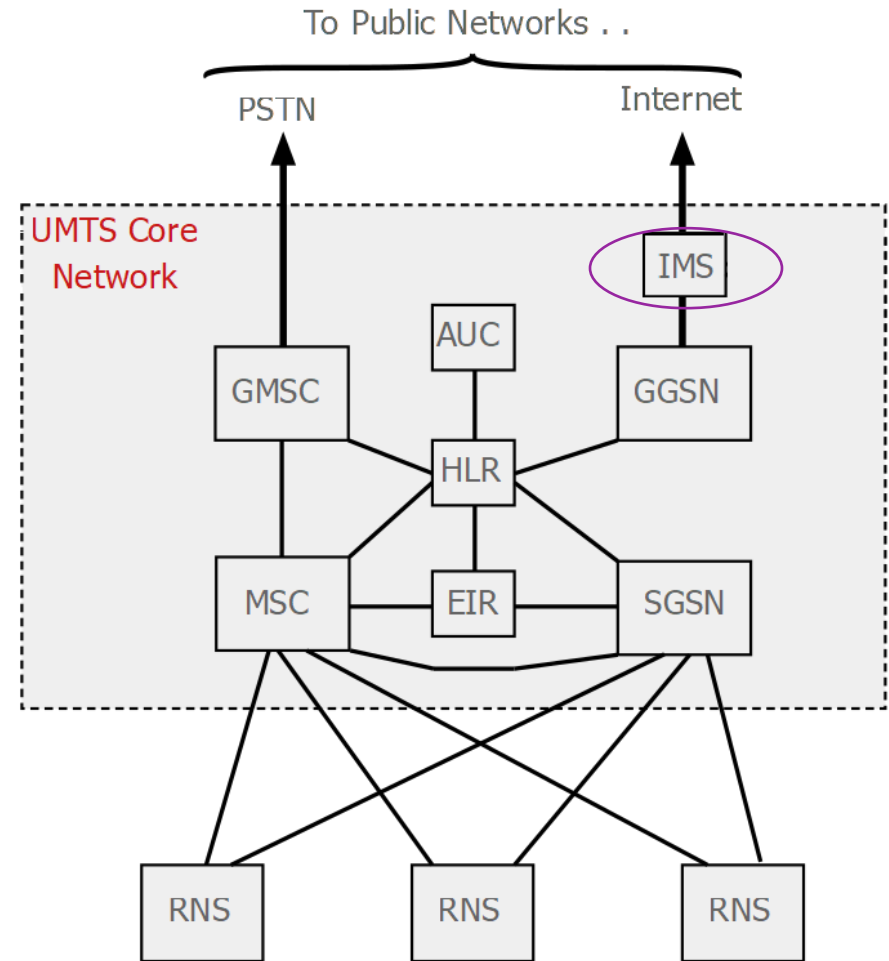 To Public Networks . .
PSTN
Internet
UMTS Core
Network
IMS
AUC
GMSC
GGSN
HLR
MSC
EIR
SGSN
RNS
RNS
RNS